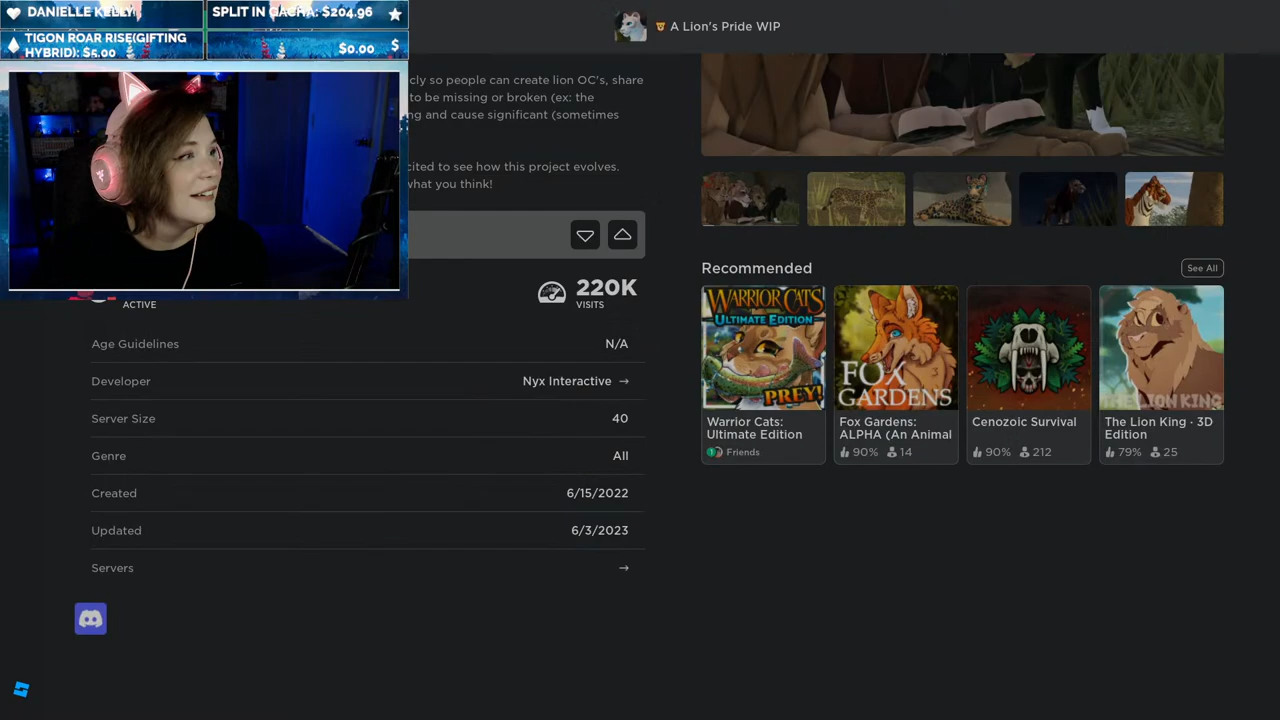 DANIELLE KELLY
SPLIT IN GACHA: $204.96
TIGON ROAR RISE(GIFTING
HYBRID): $5.00
$0.00
$
A Lion's Pride WIP
cly so people can create lion OC's, share
to be missing or broken (ex: the
ng and cause significant (sometimes
cited to see how this project evolves.
what you think!
ACTIVE
220K
VISITS
Age Guidelines
N/A
Developer
Nyx Interactive →
Server Size
40
Genre
All
Created
6/15/2022
Updated
6/3/2023
Servers
→
Recommended
See All
WARRIOR CATS
ULTIMATE EDITION
PREY!
Warrior Cats:
Ultimate Edition
1 Friends
FOX
GARDENS
Fox Gardens:
ALPHA (An Animal
90% 14
Cenozoic Survival
90% 212
THE LION KING
The Lion King · 3D
Edition
79% 25